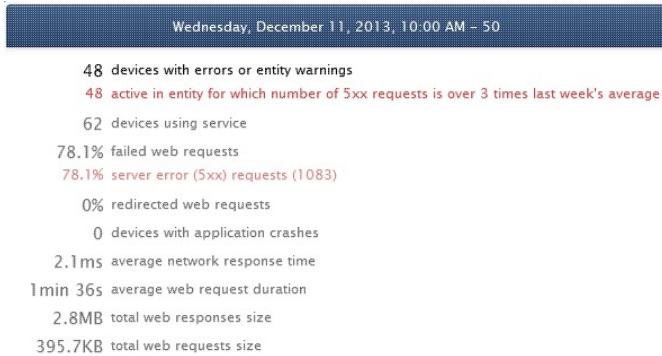 Wednesday, December 11, 2013, 10:00 AM – 50
48 devices with errors or entity warnings
48 active in entity for which number of 5xx requests is over 3 times last week's average
62 devices using service
78.1% failed web requests
78.1% server error (5xx) requests (1083)
0% redirected web requests
0 devices with application crashes
2.1ms average network response time
1min 36s average web request duration
2.8MB total web responses size
395.7KB total web requests size